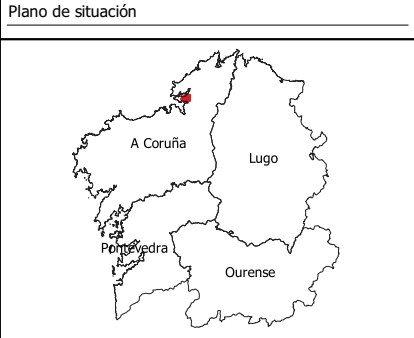 Plano de situación
A Coruña
Lugo
Pontevedra
Ourense